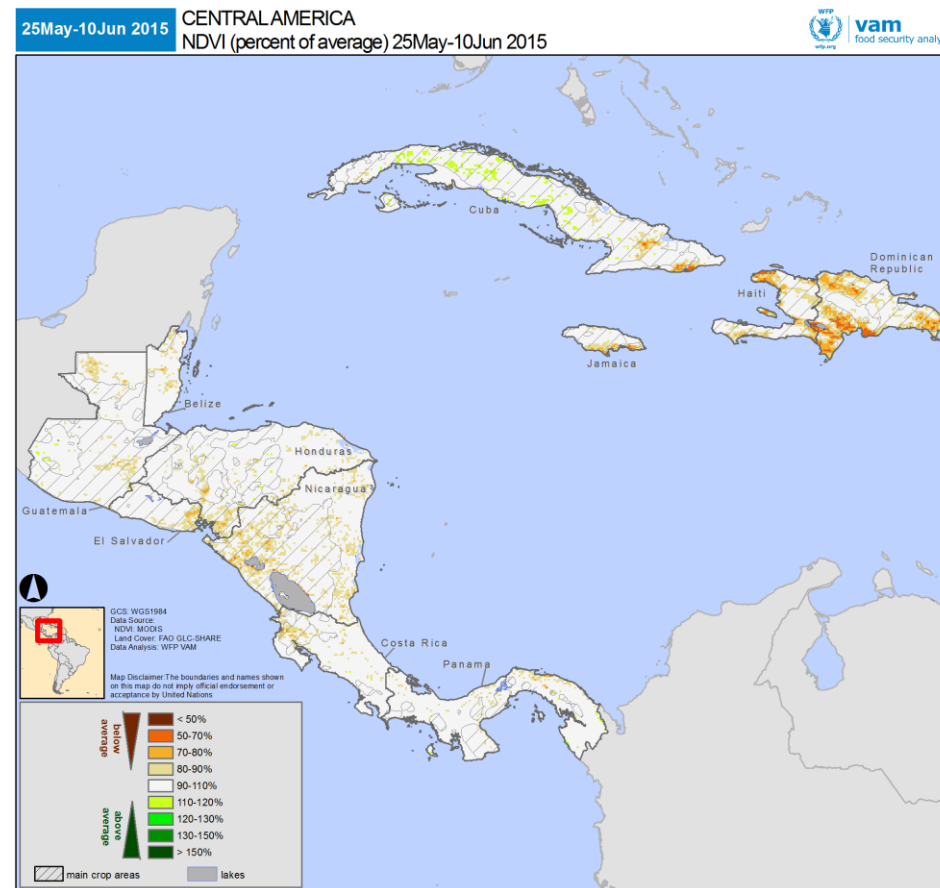 25May-10Jun 2015
CENTRAL AMERICA
NDVI (percent of average) 25May-10Jun 2015
WFP
wfp.org
vam
food security analy
Cuba
Dominican
Republic
Haiti
Jamaica
Belize
Honduras
Nicaragua
Guatemala
El Salvador
Costa Rica
Panama
GCS: WGS1984
Data Source:
NDVI: MODIS
Land Cover: FAO GLC-SHARE
Data Analysis: WFP VAM
Map Disclaimer:The boundaries and names shown
on this map do not imply official endorsement or
acceptance by United Nations
below
average
< 50%
50-70%
70-80%
80-90%
90-110%
110-120%
120-130%
130-150%
> 150%
above
average
main crop areas
lakes